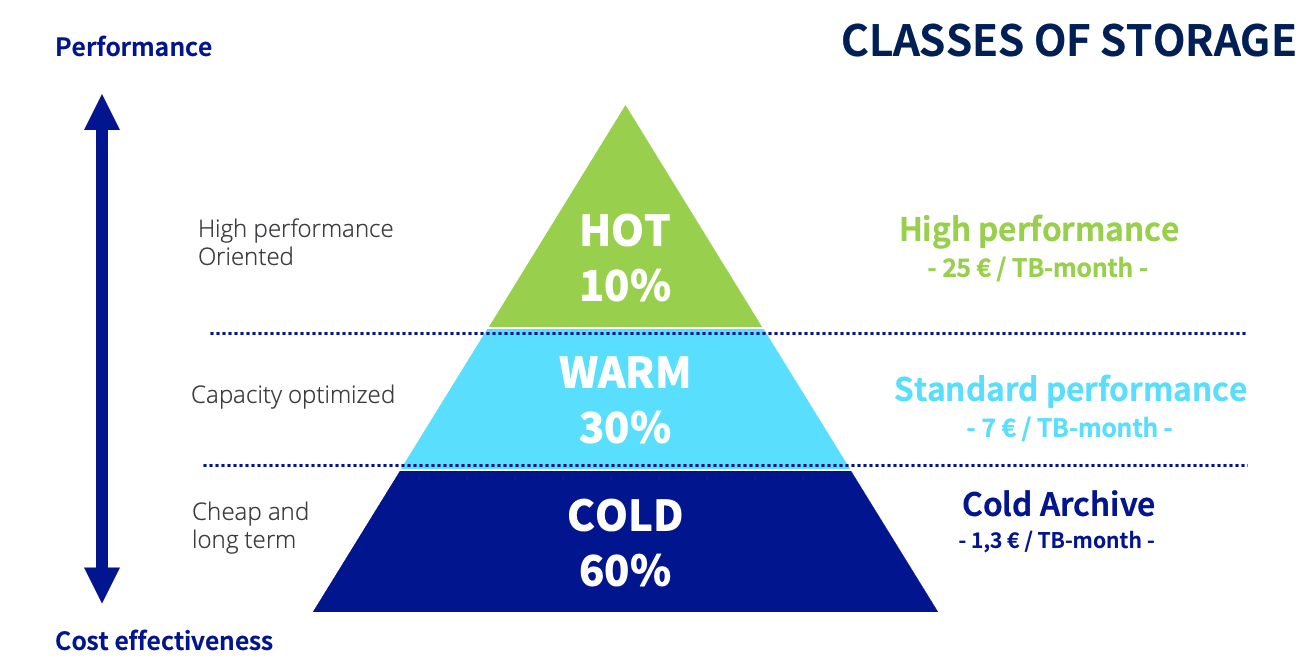 Performance
CLASSES OF STORAGE
High performance
Oriented
HOT
10%
High performance
- 25 € / TB-month -
Capacity optimized
WARM
30%
Standard performance
- 7 € / TB-month -
Cheap and
long term
COLD
60%
Cold Archive
- 1,3 € / TB-month -
Cost effectiveness